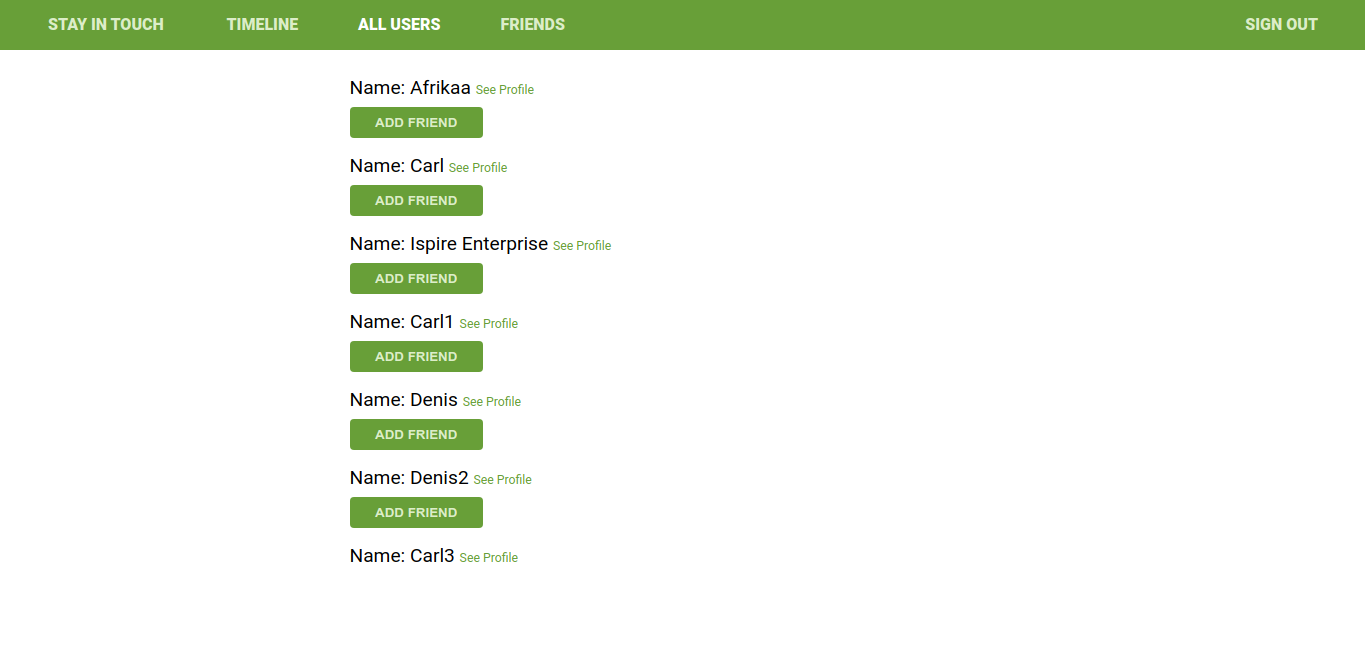 STAY IN TOUCH TIMELINE ALL USERS FRIENDS SIGN OUT
Name: Afrikaa See Profile
ADD FRIEND
Name: Carl See Profile
ADD FRIEND
Name: Ispire Enterprise See Profile
ADD FRIEND
Name: Carl1 See Profile
ADD FRIEND
Name: Denis See Profile
ADD FRIEND
Name: Denis2 See Profile
ADD FRIEND
Name: Carl3 See Profile